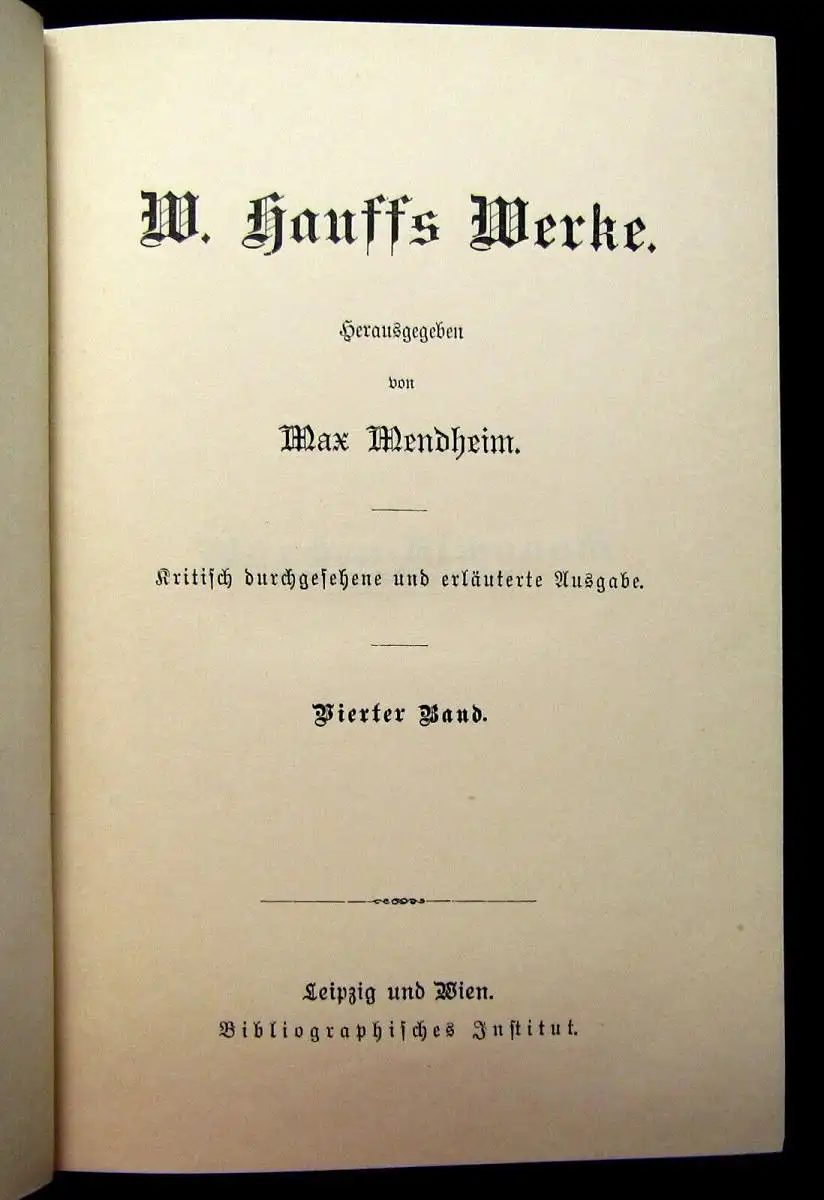 W. Hauffs Werke.
Herausgegeben
von
Max Mendheim.
Kritisch durchgesehene und erläuterte Ausgabe.
Vierter Band.
Leipzig und Wien.
Bibliographisches Institut.